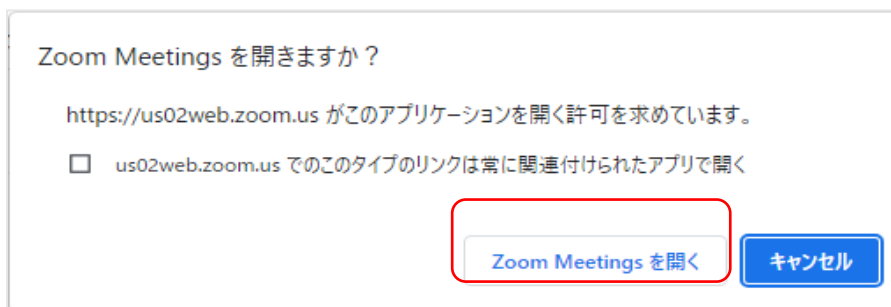 Zoom Meetings を開きますか？
https://us02web.zoom.us がこのアプリケーションを開く許可を求めています。
us02web.zoom.us でのこのタイプのリンクは常に関連付けられたアプリで開く
Zoom Meetings を開く
キャンセル